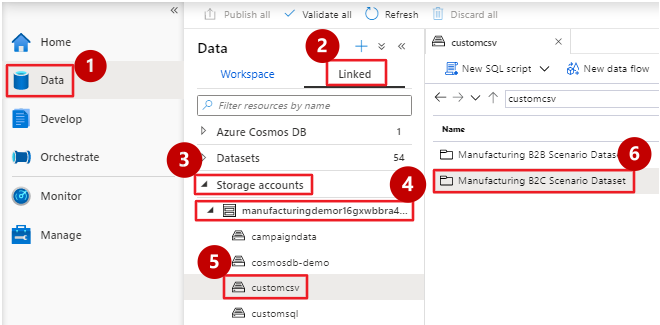 Publish all Validate all Refresh Discard all
Home
Data
1
Develop
Orchestrate
Monitor
Manage
Data
2
Workspace Linked
Filter resources by name
Azure Cosmos DB 1
Datasets 54
3
Storage accounts
4
manufacturingdemor16gxwbbra4...
campaigndata
cosmosdb-demo
5
customcsv
customsql
customcsv
New SQL script New data flow
customcsv
Name
Manufacturing B2B Scenario Datas
6
Manufacturing B2C Scenario Dataset